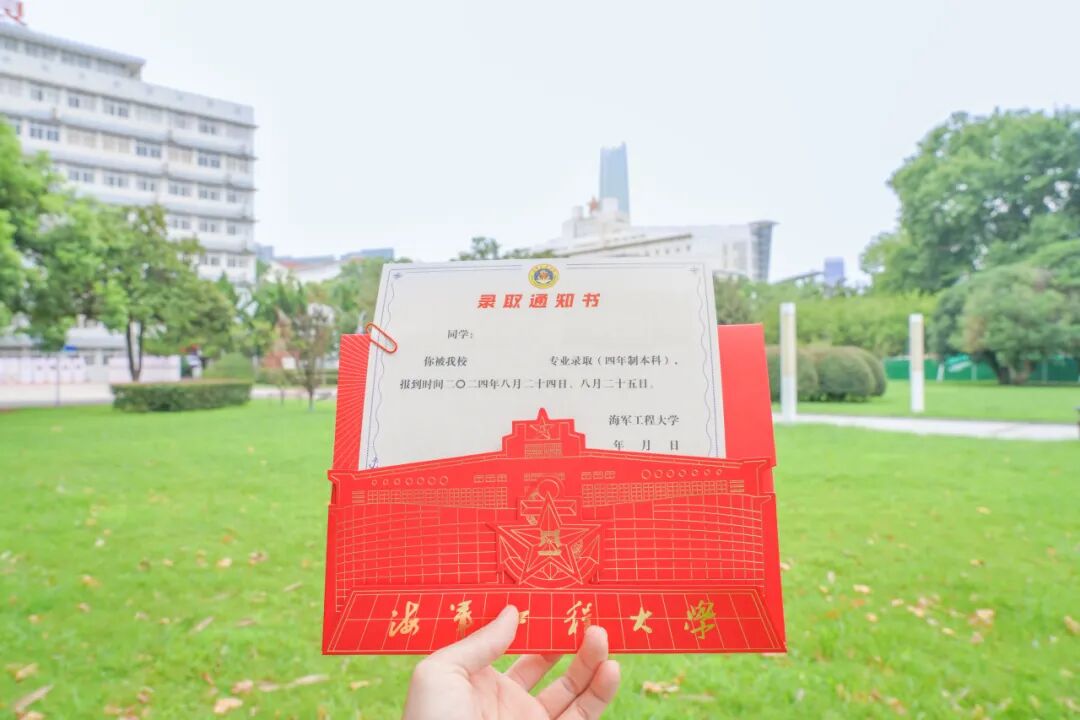 录取通知书
同学：
你被我校 专业录取（四年制本科），
报到时间二〇二四年八月二十四日、八月二十五日。
海军工程大学
年 月 日
海军工程大学